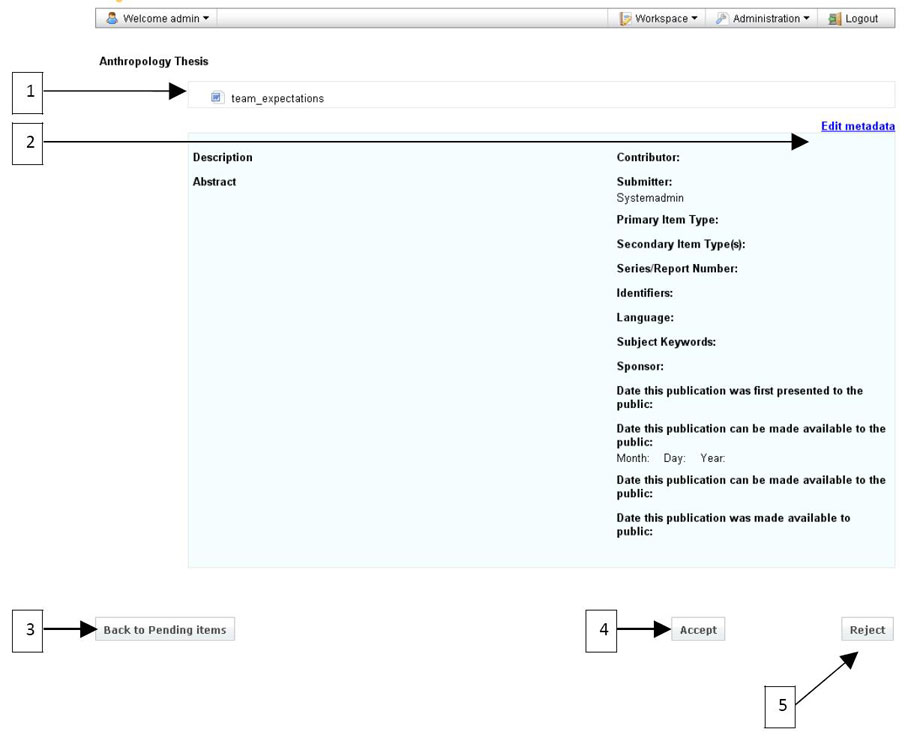 Welcome admin
Workspace
Administration
Logout
Anthropology Thesis
1
team_expectations
Edit metadata
2
Description
Contributor:
Abstract
Submitter:
Systemadmin
Primary Item Type:
Secondary Item Type(s):
Series/Report Number:
Identifiers:
Language:
Subject Keywords:
Sponsor:
Date this publication was first presented to the
public:
Date this publication can be made available to the
public:
Month: Day: Year:
Date this publication can be made available to the
public:
Date this publication was made available to
public:
3
Back to Pending items
4
Accept
Reject
5